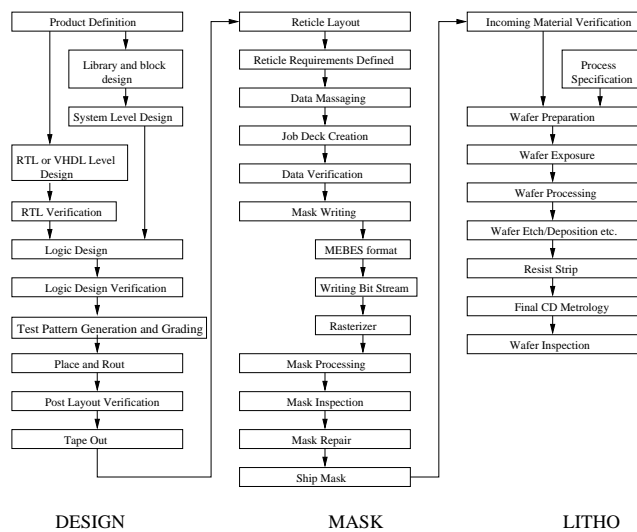 Product Definition
Library and block
design
System Level Design
RTL or VHDL Level
Design
RTL Verification
Logic Design
Logic Design Verification
Test Pattern Generation and Grading
Place and Rout
Post Layout Verification
Tape Out
DESIGN
Reticle Layout
Reticle Requirements Defined
Data Massaging
Job Deck Creation
Data Verification
Mask Writing
MEBES format
Writing Bit Stream
Rasterizer
Mask Processing
Mask Inspection
Mask Repair
Ship Mask
MASK
Incoming Material Verification
Process
Specification
Wafer Preparation
Wafer Exposure
Wafer Processing
Wafer Etch/Deposition etc.
Resist Strip
Final CD Metrology
Wafer Inspection
LITHO